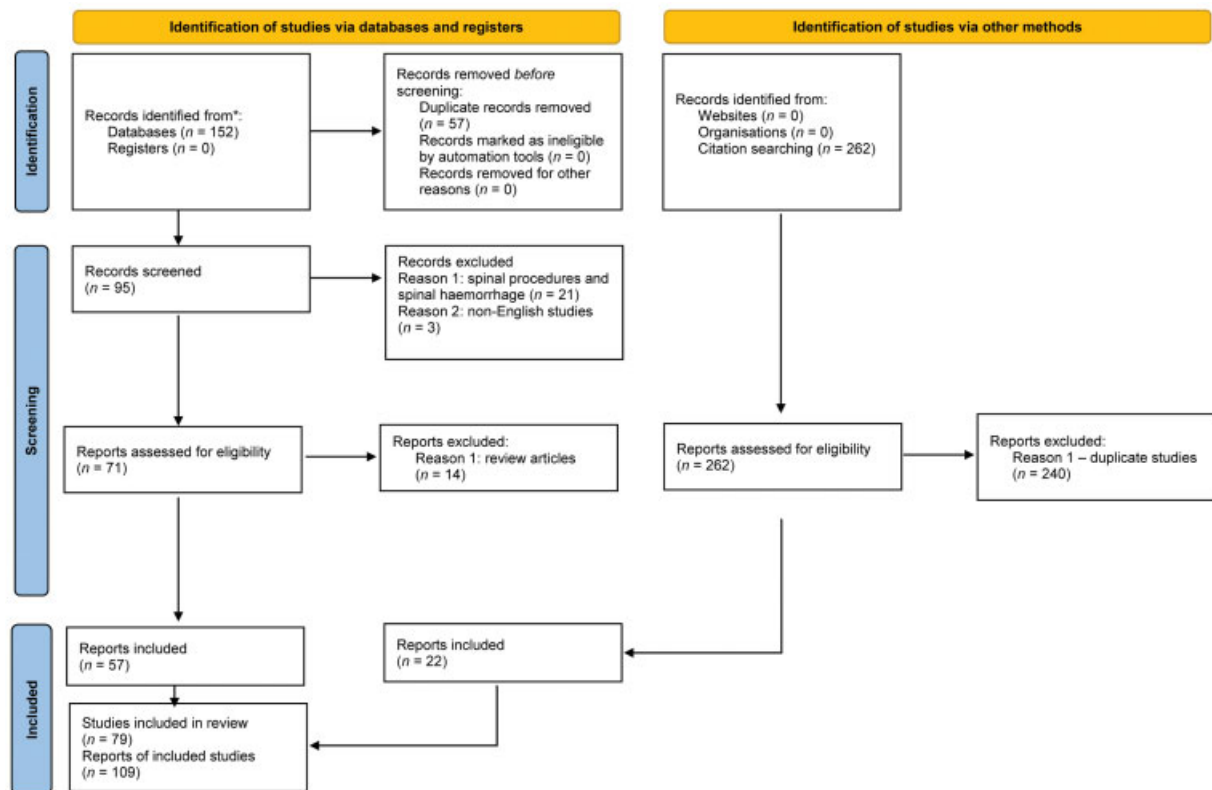 Identification of studies via databases and registers
Identification of studies via other methods
Identification
Records identified from*:
Databases (n = 152)
Registers (n = 0)
Records removed before
screening:
Duplicate records removed
(n = 57)
Records marked as ineligible
by automation tools (n = 0)
Records removed for other
reasons (n = 0)
Records identified from:
Websites (n = 0)
Organisations (n = 0)
Citation searching (n = 262)
Screening
Records screened
(n = 95)
Records excluded
Reason 1: spinal procedures and
spinal haemorrhage (n = 21)
Reason 2: non-English studies
(n = 3)
Reports assessed for eligibility
(n = 71)
Reports excluded:
Reason 1: review articles
(n = 14)
Reports assessed for eligibility
(n = 262)
Reports excluded:
Reason 1 – duplicate studies
(n = 240)
Included
Reports included
(n = 57)
Reports included
(n = 22)
Studies included in review
(n = 79)
Reports of included studies
(n = 109)